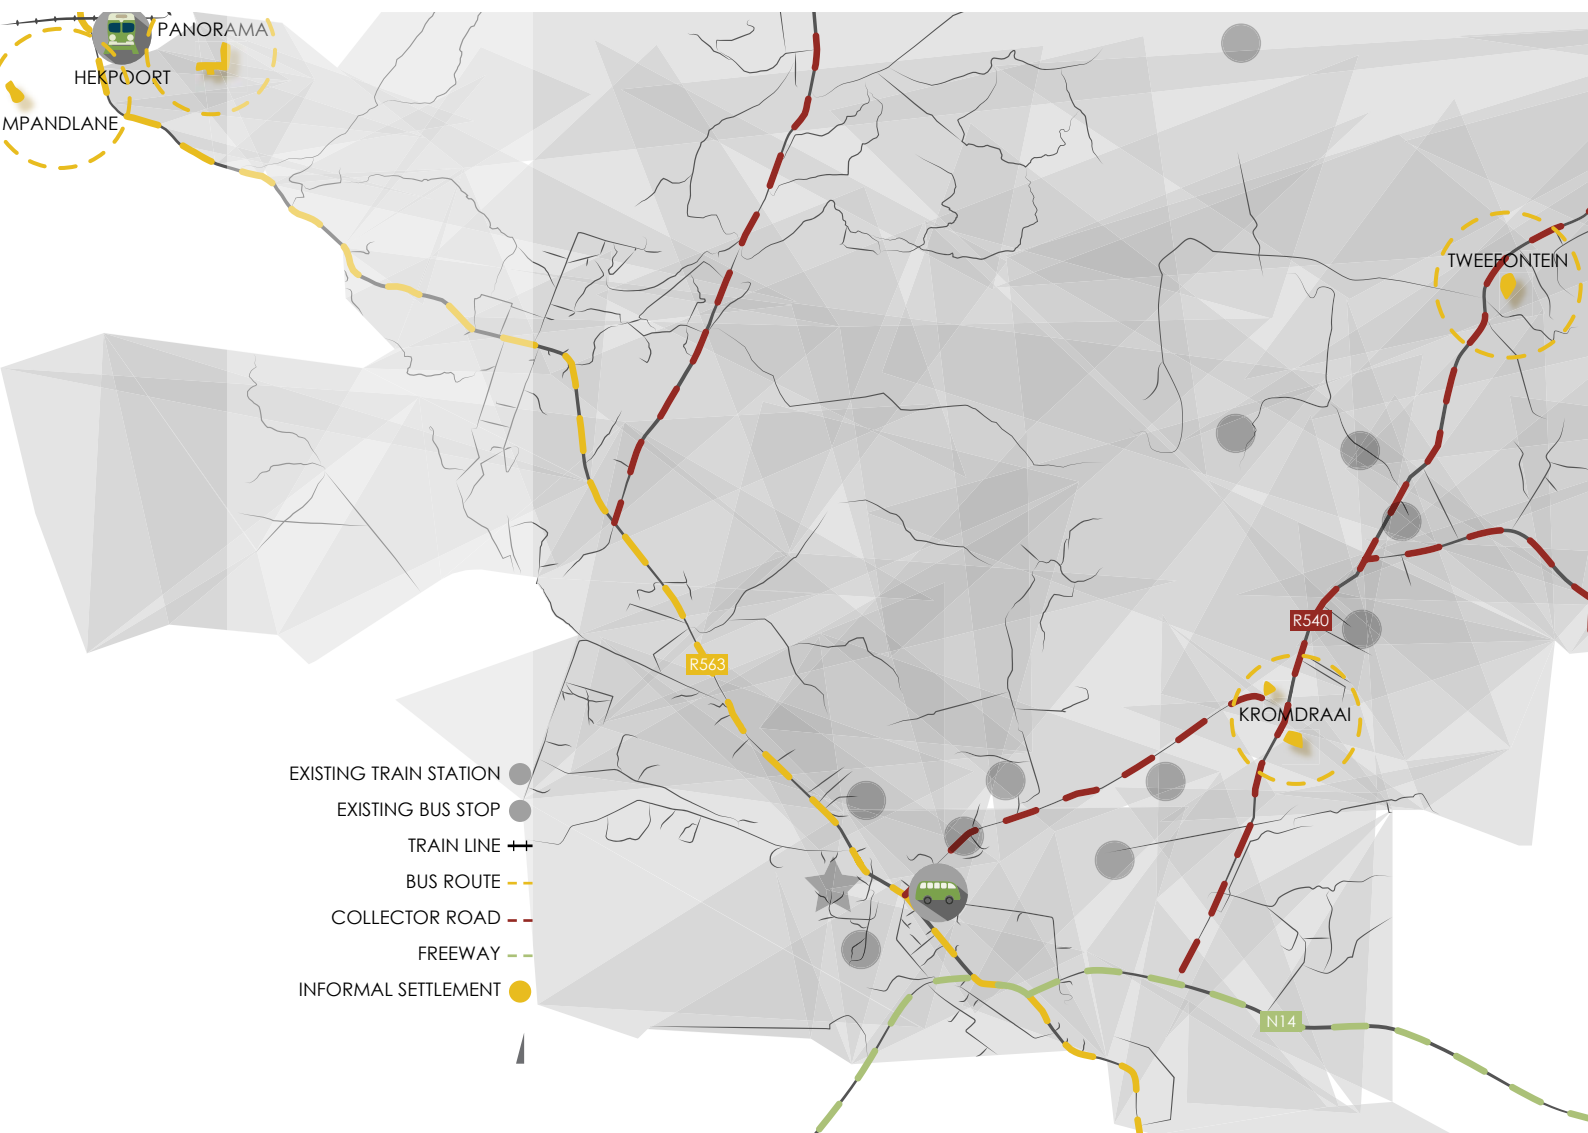 PANORAMA
HEKPOORT
MPANDLANE
TWEEFONTEIN
R540
R563
KROMDRAAI
EXISTING TRAIN STATION
EXISTING BUS STOP
TRAIN LINE
BUS ROUTE
COLLECTOR ROAD
FREEWAY
INFORMAL SETTLEMENT
N14